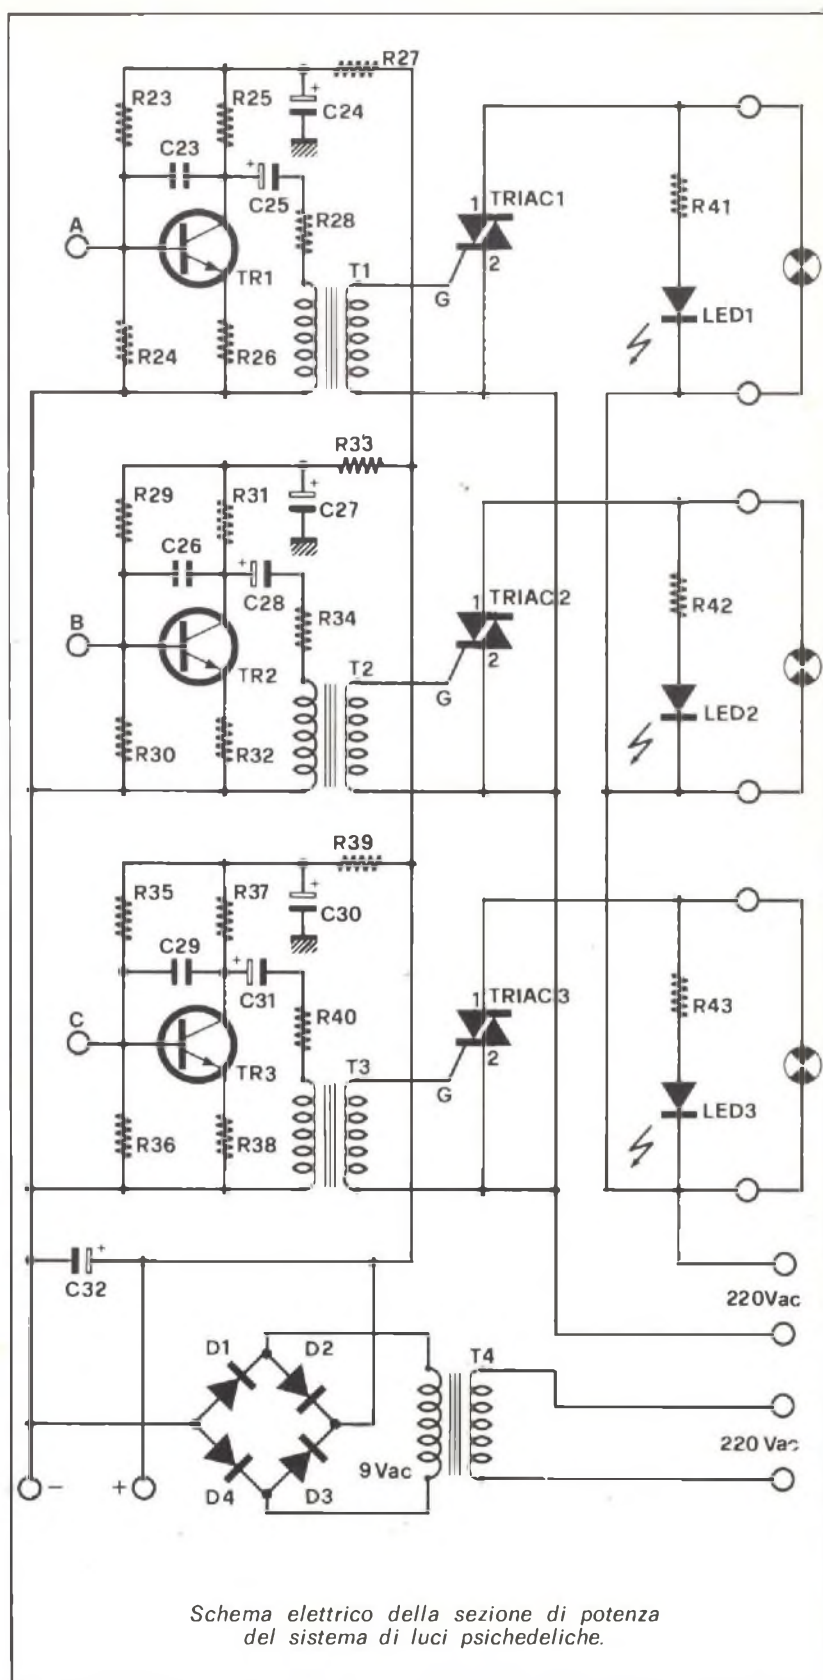 R27
R23
R25
C24
C23
C25
A
R28
TR1
T1
G
1
TRIAC1
2
R41
LED1
R24
R26
R33
R29
R31
C27
C26
C28
B
R34
TR2
T2
G
1
TRIAC2
2
R42
LED2
R30
R32
R39
R35
R37
C30
C29
C31
C
R40
TR3
T3
G
1
TRIAC3
2
R43
LED3
R36
R38
C32
220Vac
D1
D2
T4
9Vac
220 Vac
D4
D3
-
+
Schema elettrico della sezione di potenza
del sistema di luci psichedeliche.